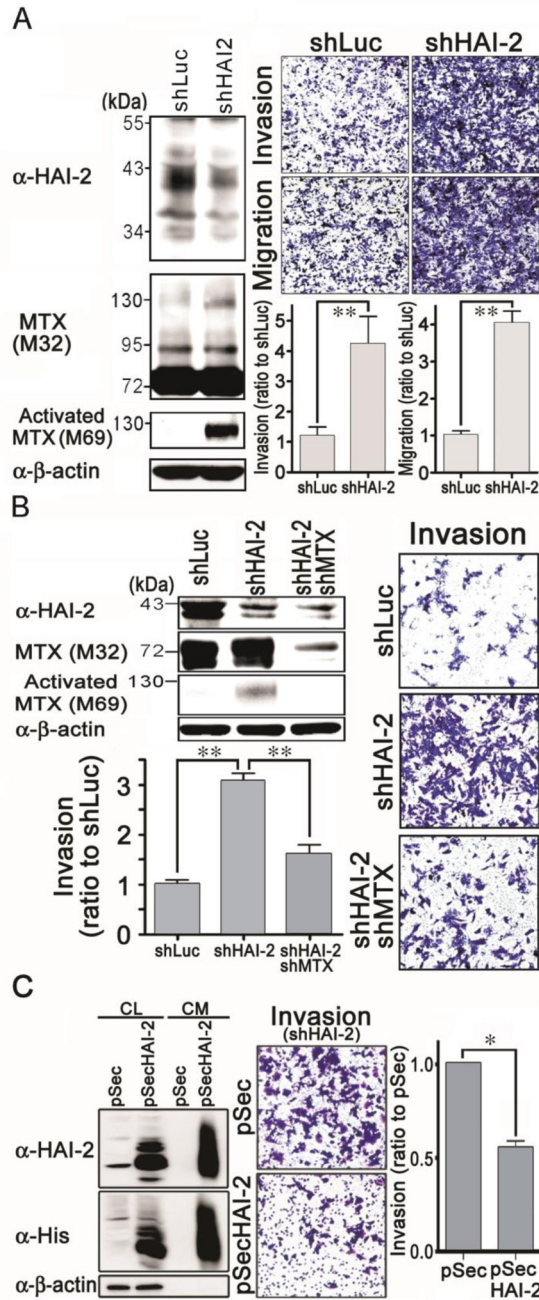 A
shLuc
shHAI2
(kDa)
55
43
34
α-HAI-2
130
95
72
MTX
(M32)
Activated
MTX (M69)
130
α-β-actin
shLuc
shHAI-2
Invasion
Migration
Invasion (ratio to shLuc)
5
4
3
2
1
0
**
shLuc
shHAI-2
Migration (ratio to shLuc)
4
3
2
1
0
**
shLuc
shHAI-2
B
shLuc
shHAI-2
shHAI-2
shMTX
(kDa)
α-HAI-2
43
MTX (M32)
72
Activated
MTX (M69)
130
α-β-actin
Invasion
(ratio to shLuc)
3
2
1
0
**
**
shLuc
shHAI-2
shHAI-2
shMTX
Invasion
shLuc
shHAI-2
shHAI-2
shMTX
C
CL
CM
pSec
pSecHAI-2
pSec
pSecHAI-2
α-HAI-2
α-His
α-β-actin
Invasion
(shHAI-2)
pSec
pSecHAI-2
Invasion (ratio to pSec)
1.0
0.5
0.0
*
pSec
pSec
HAI-2